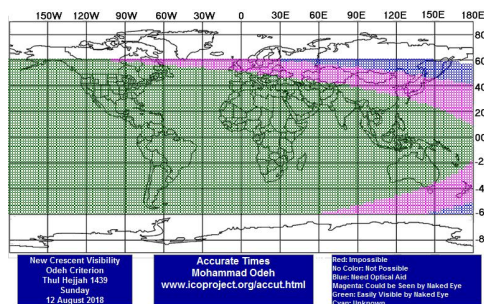 150W 120W 90W 60W 30W 0 30E 60E 90E 120E 150E 180E
80
60
40
20
00
-2
-4
-6
-8
New Crescent Visibility
Odeh Criterion
Thul Hejjah 1439
Sunday
12 August 2018
Accurate Times
Mohammad Odeh
www.icoproject.org/accut.html
Red: Impossible
No Color: Not Possible
Blue: Need Optical Aid
Magenta: Could be Seen by Naked Eye
Green: Easily Visible by Naked Eye
Cyan: Unknown